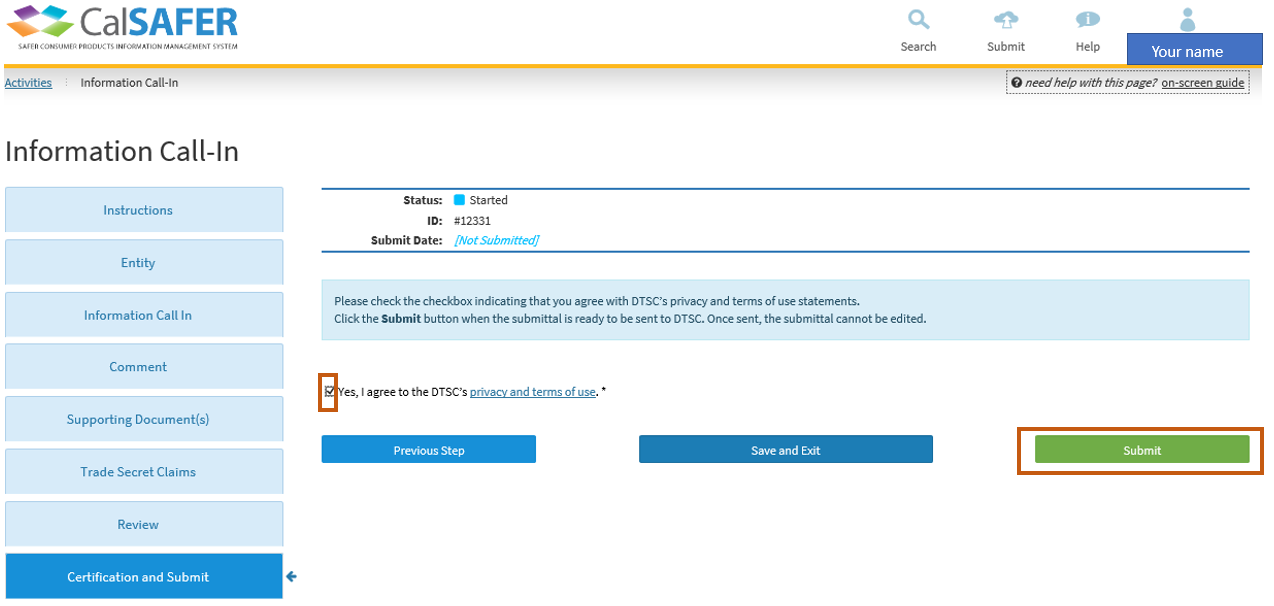 CalSAFER
SAFER CONSUMER PRODUCTS INFORMATION MANAGEMENT SYSTEM
Search
Submit
Help
Your name
Activities
Information Call-In
need help with this page? on-screen guide
Information Call-In
Instructions
Entity
Information Call In
Comment
Supporting Document(s)
Trade Secret Claims
Review
Certification and Submit
Status: Started
ID: #12331
Submit Date: [Not Submitted]
Please check the checkbox indicating that you agree with DTSC's privacy and terms of use statements.
Click the Submit button when the submittal is ready to be sent to DTSC. Once sent, the submittal cannot be edited.
Yes, I agree to the DTSC's privacy and terms of use. *
Previous Step
Save and Exit
Submit